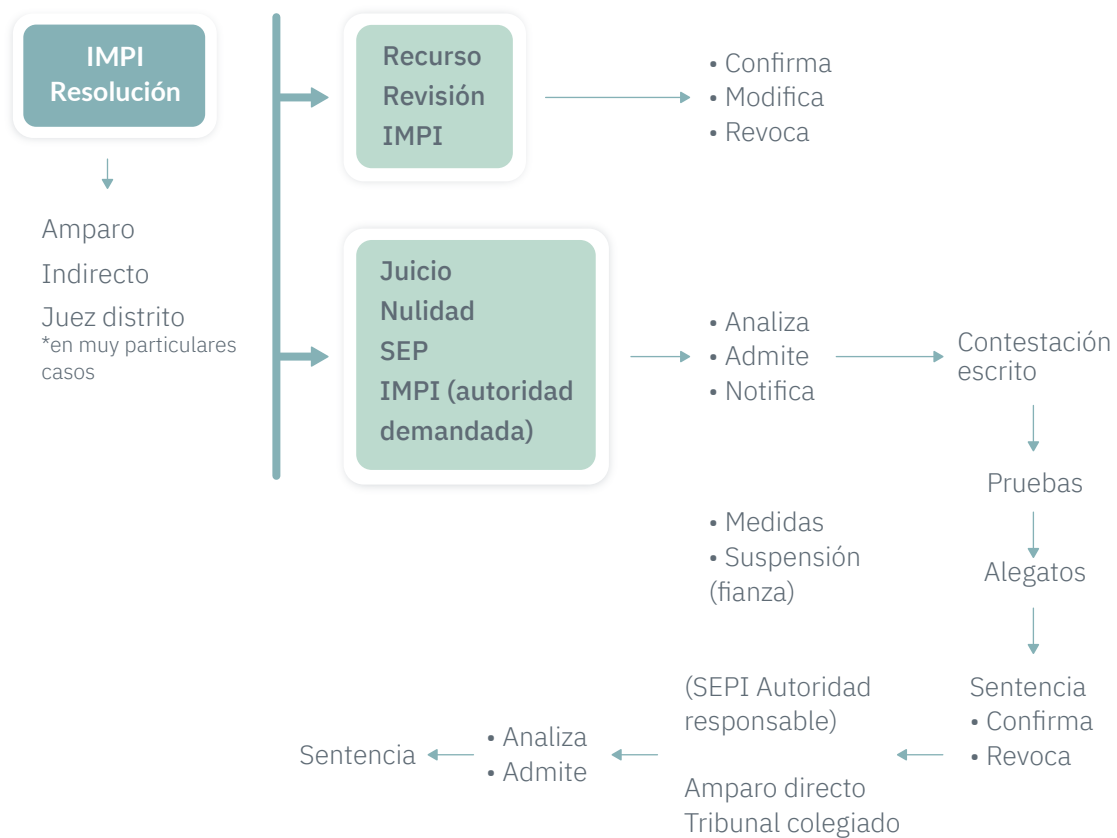 IMPI
Resolución
Amparo
Indirecto
Juez distrito
*en muy particulares
casos
Recurso
Revisión
IMPI
• Confirma
• Modifica
• Revoca
Juicio
Nulidad
SEP
IMPI (autoridad
demandada)
• Analiza
• Admite
• Notifica
Contestación
escrito
Pruebas
Alegatos
• Medidas
• Suspensión
(fianza)
Sentencia
• Confirma
• Revoca
(SEPI Autoridad
responsable)
Amparo directo
Tribunal colegiado
• Analiza
• Admite
Sentencia